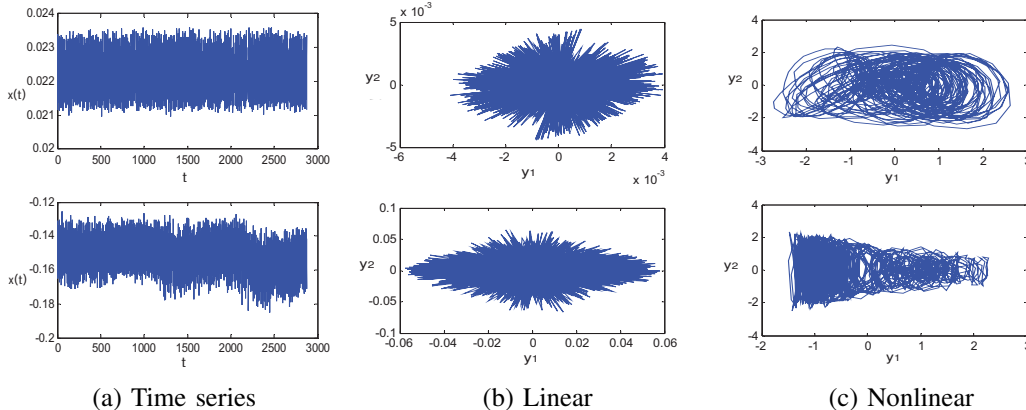 0.024
0.023
0.022
x(t)
0.021
0.02
0 500 1000 1500 2000 2500 3000
t
x 10-3
5
y2
0
-5
-6 -4 -2 0 2 4
y1
x 10-3
4
y2
2
0
-2
-4
-3 -2 -1 0 1 2 3
y1
-0.12
-0.14
-0.16
x(t)
-0.18
-0.2
0 500 1000 1500 2000 2500 3000
t
0.1
0.05
y2
0
-0.05
-0.1
-0.06 -0.04 -0.02 0 0.02 0.04 0.06
y1
4
2
y2
0
-2
-4
-2 -1 0 1 2 3
y1
(a) Time series
(b) Linear
(c) Nonlinear